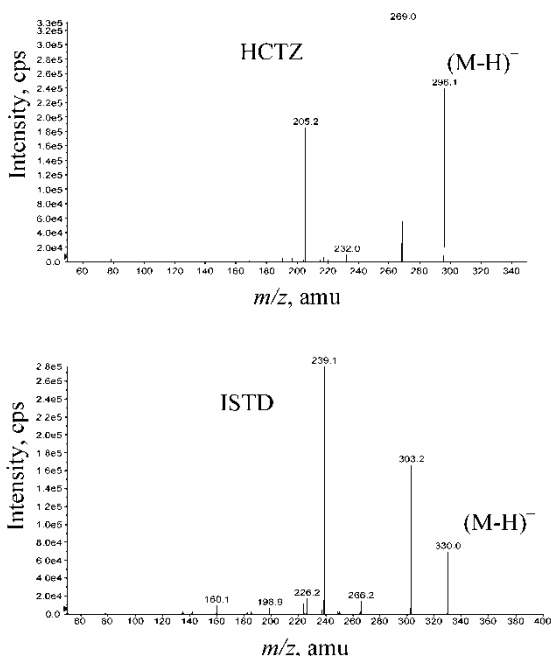 269.0
3.3e5
3.2e5
3.0e5
2.8e5
2.6e5
2.4e5
2.2e5
2.0e5
1.8e5
1.6e5
1.4e5
1.2e5
1.0e5
8.0e4
6.0e4
4.0e4
2.0e4
0.0
Intensity, cps
HCTZ
(M-H)⁻
296.1
205.2
232.0
60 80 100 120 140 160 180 200 220 240 260 280 300 320 340
m/z, amu
2.8e5
2.6e5
2.4e5
2.2e5
2.0e5
1.8e5
1.6e5
1.4e5
1.2e5
1.0e5
8.0e4
6.0e4
4.0e4
2.0e4
0.0
Intensity, cps
239.1
ISTD
303.2
(M-H)⁻
330.0
160.1
198.9
226.2
266.2
60 80 100 120 140 160 180 200 220 240 260 280 300 320 340 360 380 400
m/z, amu